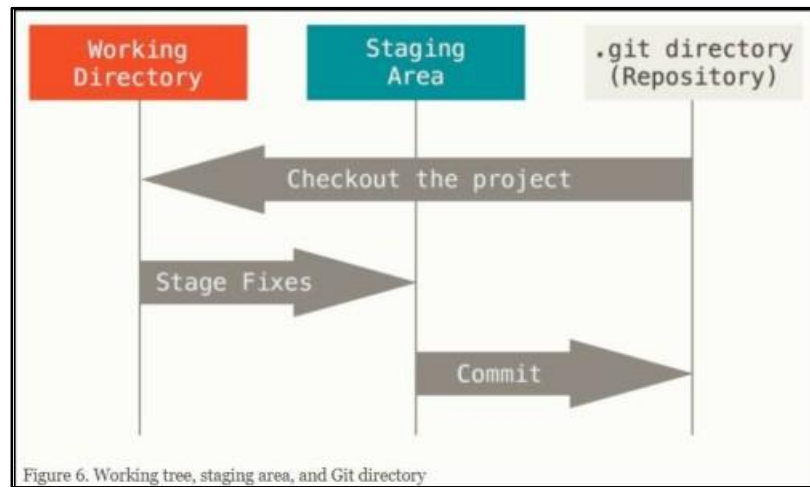 Working
Directory
Staging
Area
.git directory
(Repository)
Checkout the project
Stage Fixes
Commit
Figure 6. Working tree, staging area, and Git directory